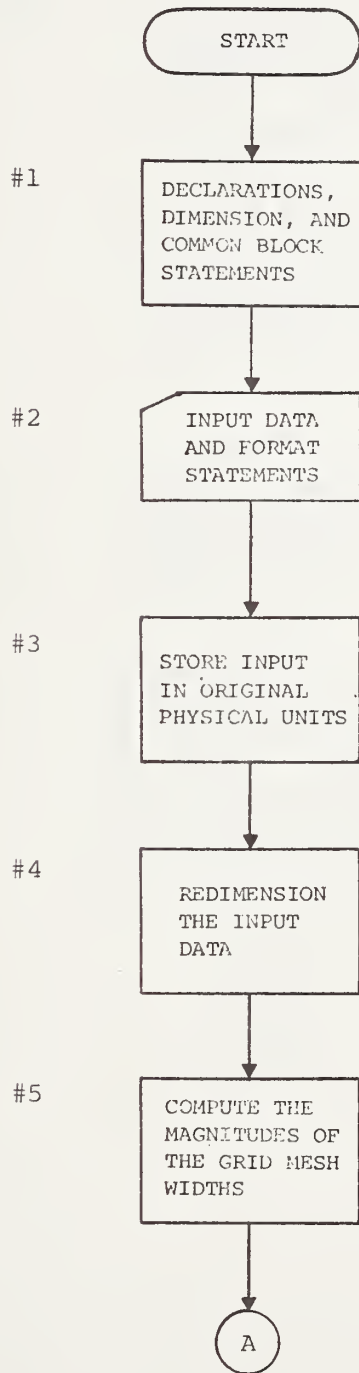 START
#1
DECLARATIONS,
DIMENSION, AND
COMMON BLOCK
STATEMENTS
#2
INPUT DATA
AND FORMAT
STATEMENTS
#3
STORE INPUT
IN ORIGINAL
PHYSICAL UNITS
#4
REDIMENSION
THE INPUT
DATA
#5
COMPUTE THE
MAGNITUDES OF
THE GRID MESH
WIDTHS
A